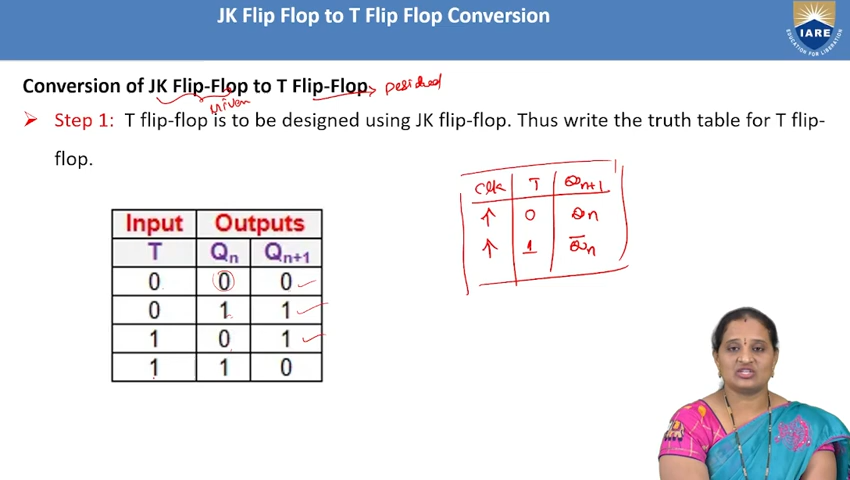 JK Flip Flop to T Flip Flop Conversion
IARE
EDUCATION FOR LIBERATION
Conversion of JK Flip-Flop to T Flip-Flop
Desired
Given
Step 1: T flip-flop is to be designed using JK flip-flop. Thus write the truth table for T flip-
flop.
Clk T Qn+1
↑ 0 Qn
↑ 1 Q̅n
Input Outputs
T Qn Qn+1
0 0 0
0 1 1
1 0 1
1 1 0